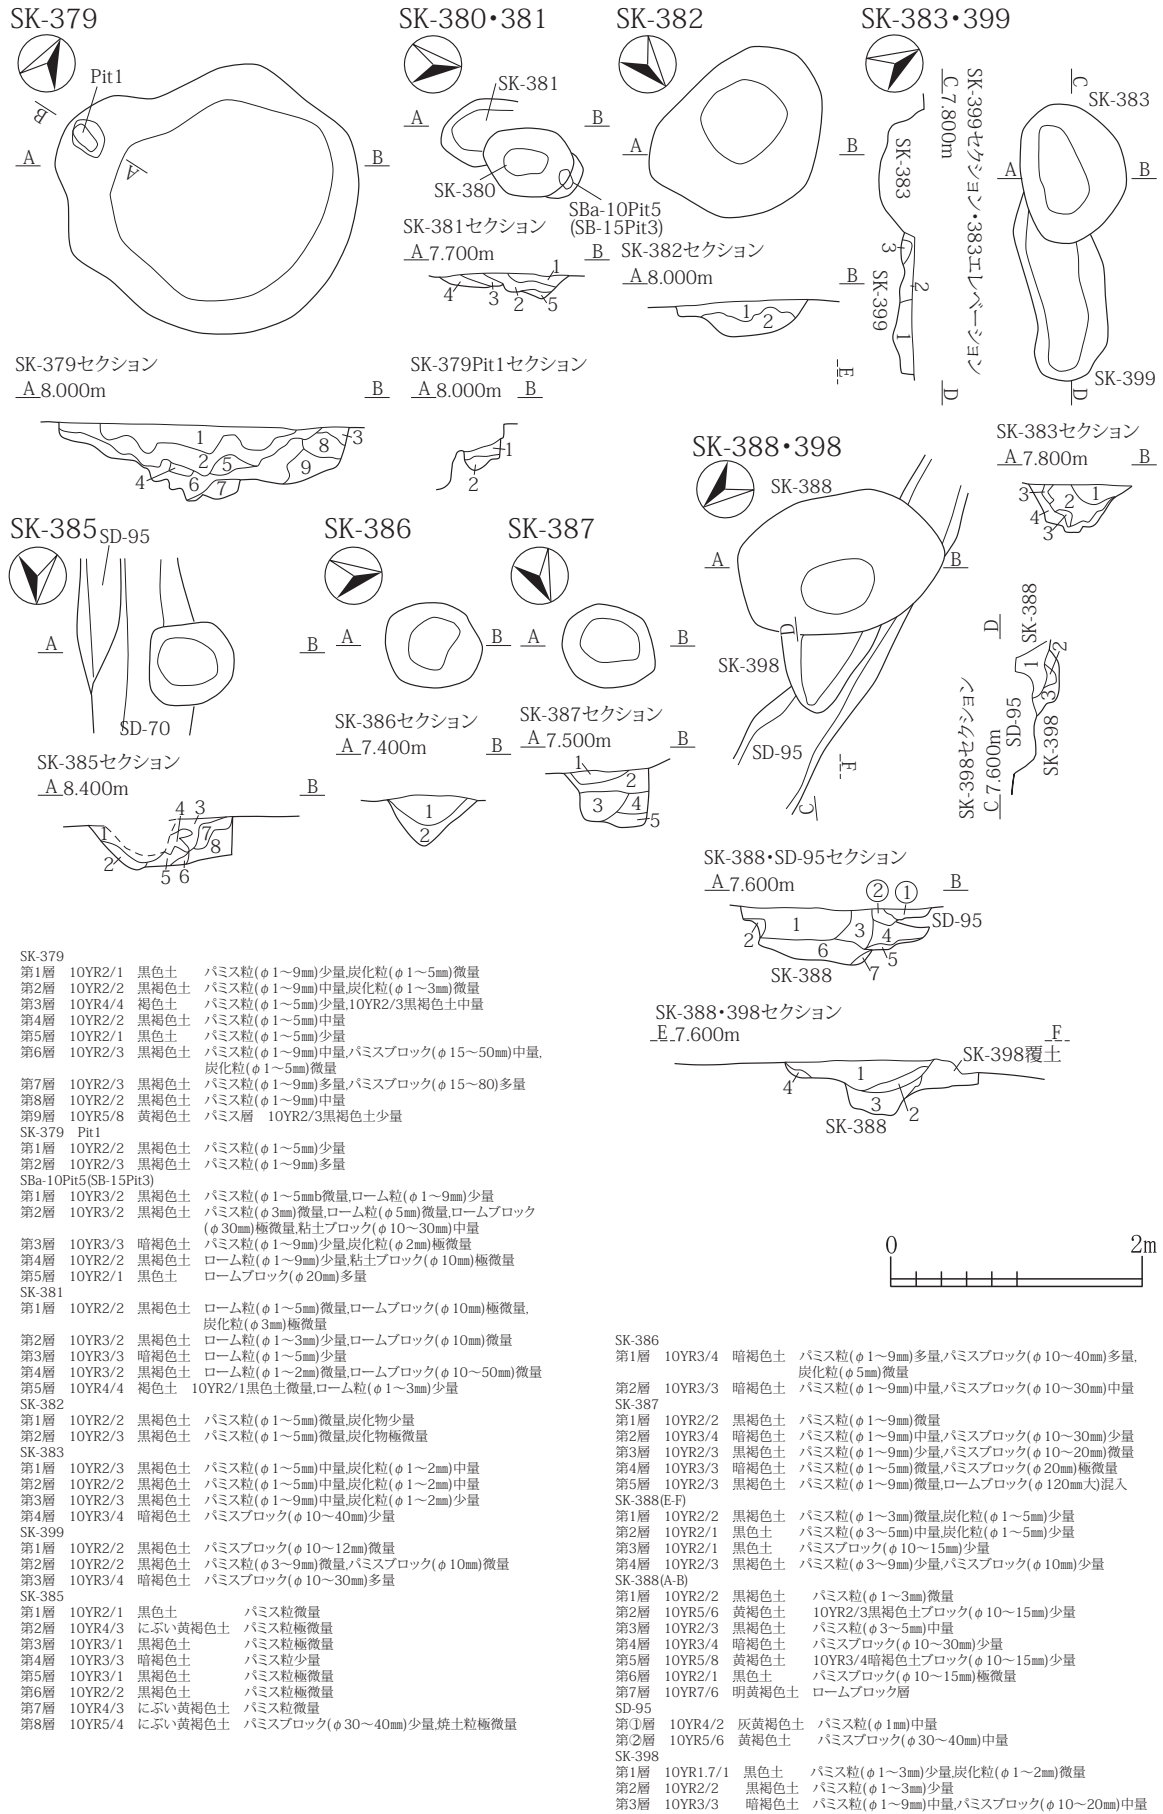 SK-379
Pit1
B
A
A
B
SK-379セクション
A 8.000m
B
1
2
3
4
5
6
7
8
9
SK-380・381
SK-381
A
B
SK-380
SBa-10Pit5
(SB-15Pit3)
SK-381セクション
A 7.700m
B
1
2
3
4
5
SK-379Pit1セクション
A 8.000m
B
1
2
SK-382
A
B
SK-382セクション
A 8.000m
B
1
2
SK-383・399
C 7.800m
SK-399セクション・383エレベーション
SK-383
3
2
1
SK-399
D
C
SK-383
A
B
SK-399
D
SK-383セクション
A 7.800m
B
3
2
1
4
3
SK-385
SD-95
A
B
SD-70
SK-385セクション
A 8.400m
B
1
2
3
4
5
6
7
8
SK-386
A
B
SK-386セクション
A 7.400m
B
1
2
SK-387
A
B
SK-387セクション
A 7.500m
B
1
2
3
4
5
SK-388・398
E
SK-388
A
B
D
SK-398
SD-95
F
C
SK-398セクション
C 7.600m
D
SK-388
1
2
3
SD-95
SK-398
SK-388・SD-95セクション
A 7.600m
B
②
①
SD-95
1
2
3
4
5
6
7
SK-388
SK-388・398セクション
E 7.600m
F
SK-398覆土
1
2
3
4
SK-388
0
2m
SK-379
第1層 10YR2/1 黒色土 パミス粒(φ1～9㎜)少量,炭化粒(φ1～5㎜)微量
第2層 10YR2/2 黒褐色土 パミス粒(φ1～9㎜)中量,炭化粒(φ1～3㎜)微量
第3層 10YR4/4 褐色土 パミス粒(φ1～5㎜)少量,10YR2/3黒褐色土中量
第4層 10YR2/2 黒褐色土 パミス粒(φ1～5㎜)中量
第5層 10YR2/1 黒色土 パミス粒(φ1～5㎜)少量
第6層 10YR2/3 黒褐色土 パミス粒(φ1～9㎜)中量,パミスブロック(φ15～50㎜)中量,
炭化粒(φ1～5㎜)微量
第7層 10YR2/3 黒褐色土 パミス粒(φ1～9㎜)多量,パミスブロック(φ15～80)多量
第8層 10YR2/2 黒褐色土 パミス粒(φ1～9㎜)中量
第9層 10YR5/8 黄褐色土 パミス層 10YR2/3黒褐色土少量
SK-379 Pit1
第1層 10YR2/2 黒褐色土 パミス粒(φ1～5㎜)少量
第2層 10YR2/3 黒褐色土 パミス粒(φ1～9㎜)多量
SBa-10Pit5(SB-15Pit3)
第1層 10YR3/2 黒褐色土 パミス粒(φ1～5㎜b微量,ローム粒(φ1～9㎜)少量
第2層 10YR3/2 黒褐色土 パミス粒(φ3㎜)微量,ローム粒(φ5㎜)微量,ロームブロック
(φ30㎜)極微量,粘土ブロック(φ10～30㎜)中量
第3層 10YR3/3 暗褐色土 パミス粒(φ1～9㎜)少量,炭化粒(φ2㎜)極微量
第4層 10YR2/2 黒褐色土 ローム粒(φ1～9㎜)少量,粘土ブロック(φ10㎜)極微量
第5層 10YR2/1 黒色土 ロームブロック(φ20㎜)多量
SK-381
第1層 10YR2/2 黒褐色土 ローム粒(φ1～5㎜)微量,ロームブロック(φ10㎜)極微量,
炭化粒(φ3㎜)極微量
第2層 10YR3/2 黒褐色土 ローム粒(φ1～3㎜)少量,ロームブロック(φ10㎜)微量
第3層 10YR3/3 暗褐色土 ローム粒(φ1～5㎜)少量
第4層 10YR3/2 黒褐色土 ローム粒(φ1～2㎜)微量,ロームブロック(φ10～50㎜)微量
第5層 10YR4/4 褐色土 10YR2/1黒色土微量,ローム粒(φ1～3㎜)少量
SK-382
第1層 10YR2/2 黒褐色土 パミス粒(φ1～5㎜)微量,炭化物少量
第2層 10YR2/3 黒褐色土 パミス粒(φ1～5㎜)微量,炭化物極微量
SK-383
第1層 10YR2/3 黒褐色土 パミス粒(φ1～5㎜)中量,炭化粒(φ1～2㎜)中量
第2層 10YR2/2 黒褐色土 パミス粒(φ1～5㎜)中量,炭化粒(φ1～2㎜)中量
第3層 10YR2/3 黒褐色土 パミス粒(φ1～9㎜)中量,炭化粒(φ1～2㎜)少量
第4層 10YR3/4 暗褐色土 パミスブロック(φ10～40㎜)少量
SK-399
第1層 10YR2/2 黒褐色土 パミスブロック(φ10～12㎜)微量
第2層 10YR2/2 黒褐色土 パミス粒(φ3～9㎜)微量,パミスブロック(φ10㎜)微量
第3層 10YR3/4 暗褐色土 パミスブロック(φ10～30㎜)多量
SK-385
第1層 10YR2/1 黒色土 パミス粒微量
第2層 10YR4/3 にぶい黄褐色土 パミス粒極微量
第3層 10YR3/1 黒褐色土 パミス粒極微量
第4層 10YR3/3 暗褐色土 パミス粒少量
第5層 10YR3/1 黒褐色土 パミス粒極微量
第6層 10YR2/2 黒褐色土 パミス粒極微量
第7層 10YR4/3 にぶい黄褐色土 パミス粒微量
第8層 10YR5/4 にぶい黄褐色土 パミスブロック(φ30～40㎜)少量,焼土粒極微量
SK-386
第1層 10YR3/4 暗褐色土 パミス粒(φ1～9㎜)多量,パミスブロック(φ10～40㎜)多量,
炭化粒(φ5㎜)微量
第2層 10YR3/3 暗褐色土 パミス粒(φ1～9㎜)中量,パミスブロック(φ10～30㎜)中量
SK-387
第1層 10YR2/2 黒褐色土 パミス粒(φ1～9㎜)微量
第2層 10YR3/4 暗褐色土 パミス粒(φ1～9㎜)中量,パミスブロック(φ10～30㎜)少量
第3層 10YR2/3 黒褐色土 パミス粒(φ1～9㎜)少量,パミスブロック(φ10～20㎜)微量
第4層 10YR3/3 暗褐色土 パミス粒(φ1～5㎜)微量,パミスブロック(φ20㎜)極微量
第5層 10YR2/3 黒褐色土 パミス粒(φ1～9㎜)微量,ロームブロック(φ120㎜大)混入
SK-388(E-F)
第1層 10YR2/2 黒褐色土 パミス粒(φ1～3㎜)微量,炭化粒(φ1～5㎜)少量
第2層 10YR2/1 黒色土 パミス粒(φ3～5㎜)中量,炭化粒(φ1～5㎜)少量
第3層 10YR2/1 黒色土 パミスブロック(φ10～15㎜)少量
第4層 10YR2/3 黒褐色土 パミス粒(φ3～9㎜)少量,パミスブロック(φ10㎜)少量
SK-388(A-B)
第1層 10YR2/2 黒褐色土 パミス粒(φ1～3㎜)微量
第2層 10YR5/6 黄褐色土 10YR2/3黒褐色土ブロック(φ10～15㎜)少量
第3層 10YR2/3 黒褐色土 パミス粒(φ3～5㎜)中量
第4層 10YR3/4 暗褐色土 パミスブロック(φ10～30㎜)少量
第5層 10YR5/8 黄褐色土 10YR3/4暗褐色土ブロック(φ10～15㎜)少量
第6層 10YR2/1 黒色土 パミスブロック(φ10～15㎜)極微量
第7層 10YR7/6 明黄褐色土 ロームブロック層
SD-95
第①層 10YR4/2 灰黄褐色土 パミス粒(φ1㎜)中量
第②層 10YR5/6 黄褐色土 パミスブロック(φ30～40㎜)中量
SK-398
第1層 10YR1.7/1 黒色土 パミス粒(φ1～3㎜)少量,炭化粒(φ1～2㎜)微量
第2層 10YR2/2 黒褐色土 パミス粒(φ1～3㎜)少量
第3層 10YR3/3 暗褐色土 パミス粒(φ1～9㎜)中量,パミスブロック(φ10～20㎜)中量